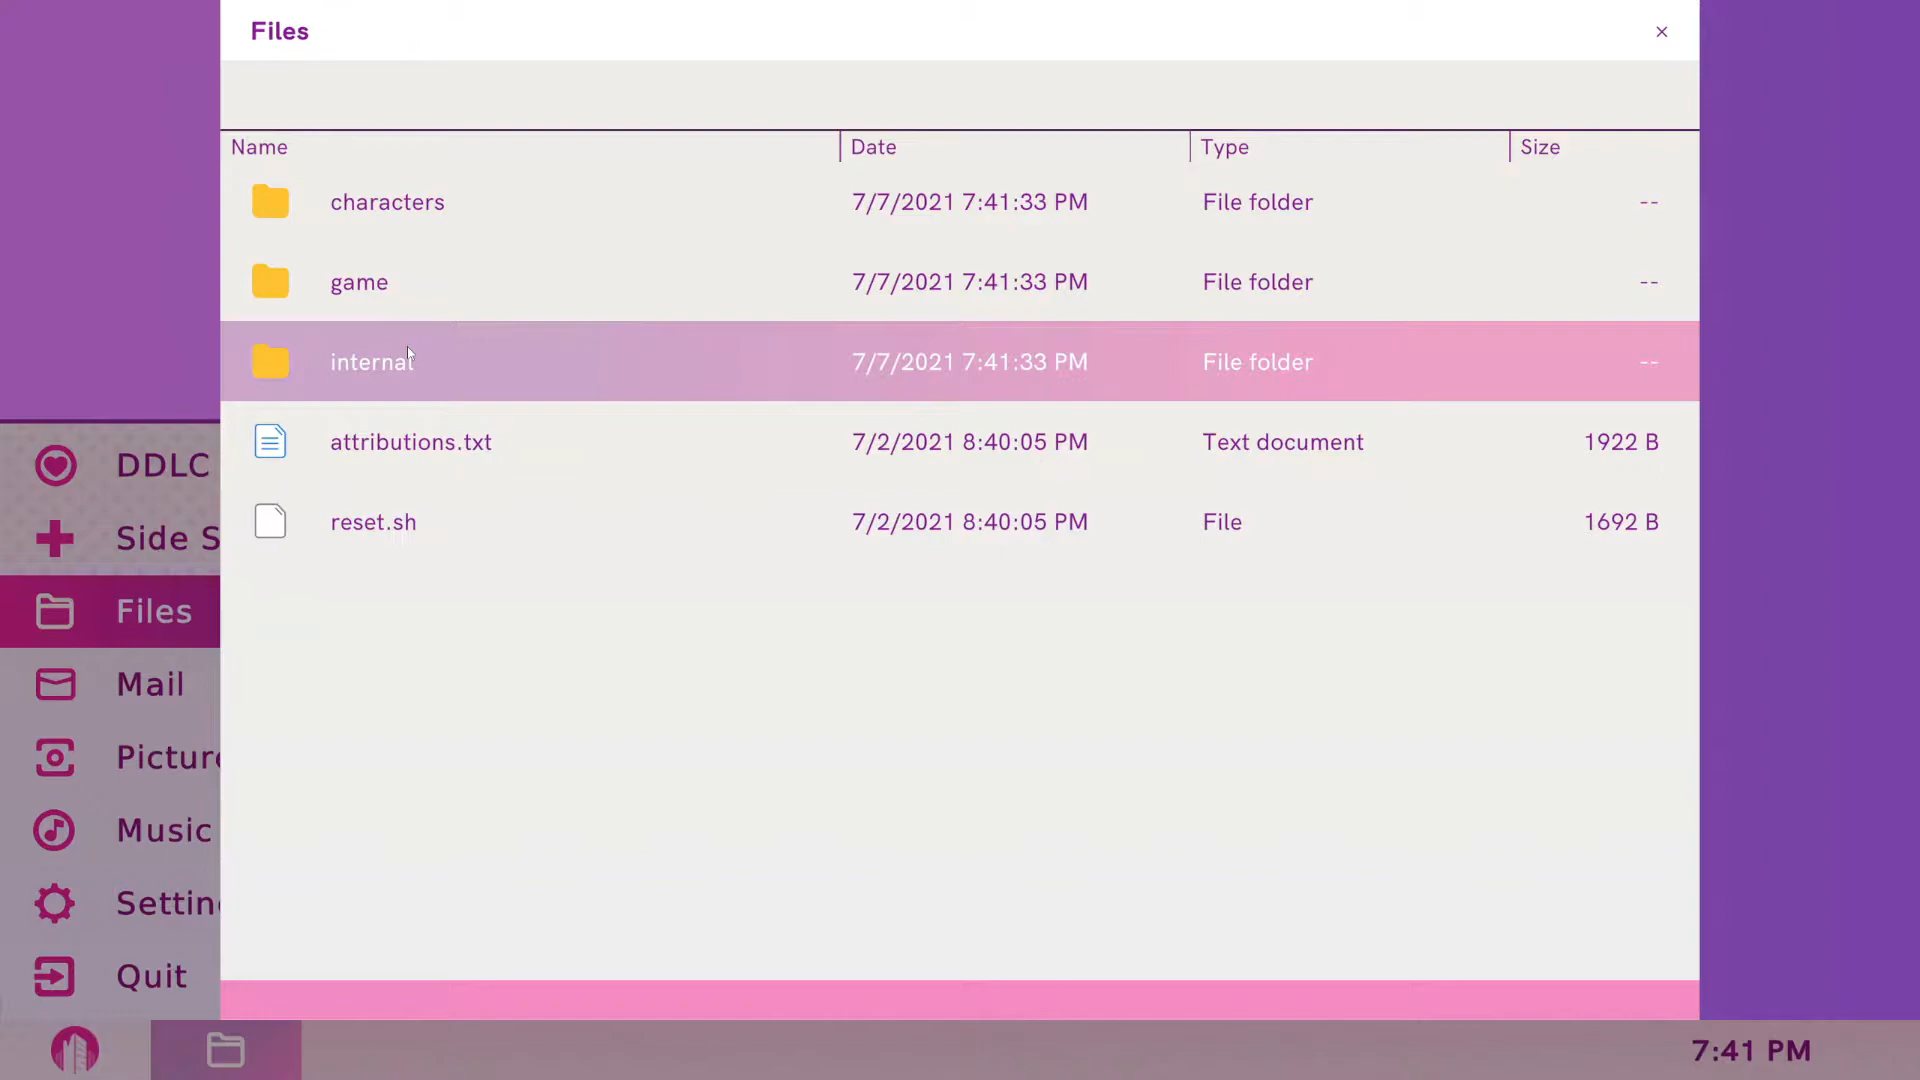 Files
Name Date Type Size
characters 7/7/2021 7:41:33 PM File folder --
game 7/7/2021 7:41:33 PM File folder --
internal 7/7/2021 7:41:33 PM File folder --
attributions.txt 7/2/2021 8:40:05 PM Text document 1922 B
reset.sh 7/2/2021 8:40:05 PM File 1692 B
DDLC
Side S
Files
Mail
Picture
Music
Setting
Quit
7:41 PM